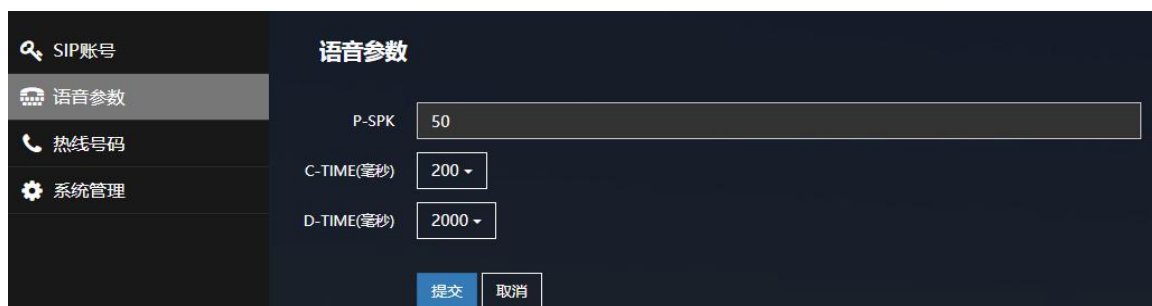 SIP账号
语音参数
热线号码
系统管理
语音参数
P-SPK 50
C-TIME(毫秒) 200
D-TIME(毫秒) 2000
提交 取消